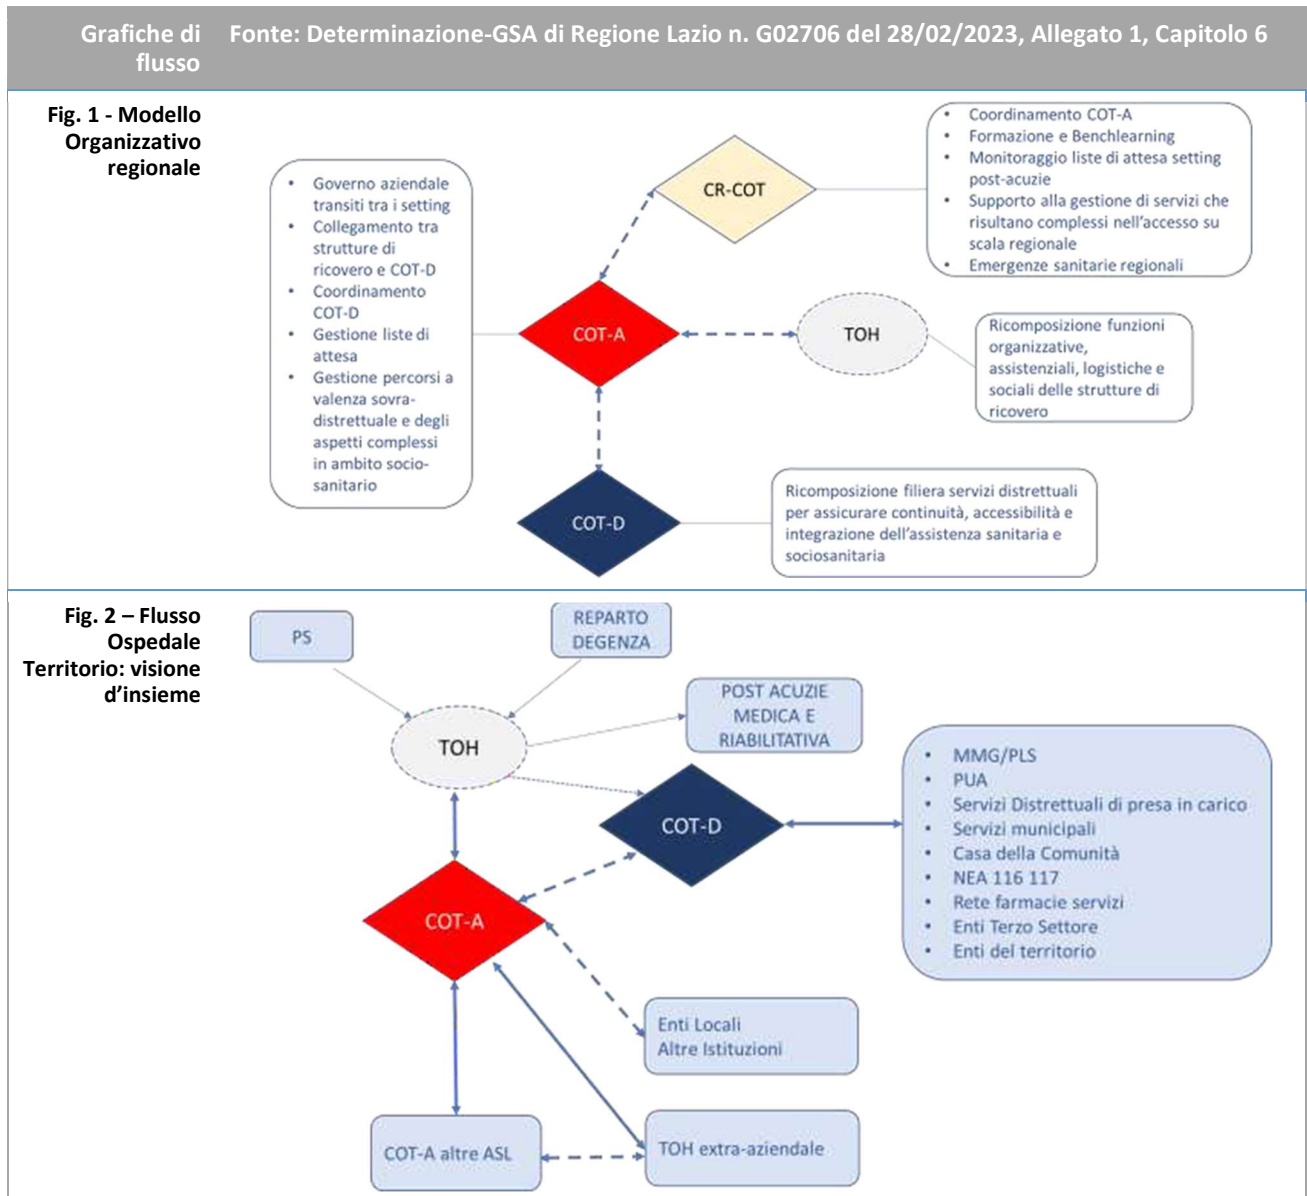 Grafiche di
flusso
Fonte: Determinazione-GSA di Regione Lazio n. G02706 del 28/02/2023, Allegato 1, Capitolo 6
Fig. 1 - Modello
Organizzativo
regionale
• Governo aziendale
transiti tra i setting
• Collegamento tra
strutture di
ricovero e COT-D
• Coordinamento
COT-D
• Gestione liste di
attesa
• Gestione percorsi a
valenza sovra-
distrettuale e degli
aspetti complessi
in ambito socio-
sanitario
CR-COT
• Coordinamento COT-A
• Formazione e Benchlearning
• Monitoraggio liste di attesa setting
post-acuzie
• Supporto alla gestione di servizi che
risultano complessi nell'accesso su
scala regionale
• Emergenze sanitarie regionali
COT-A
TOH
Ricomposizione funzioni
organizzative,
assistenziali, logistiche e
sociali delle strutture di
ricovero
COT-D
Ricomposizione filiera servizi distrettuali
per assicurare continuità, accessibilità e
integrazione dell'assistenza sanitaria e
sociosanitaria
Fig. 2 – Flusso
Ospedale
Territorio: visione
d'insieme
PS
REPARTO
DEGENZA
TOH
POST ACUZIE
MEDICA E
RIABILITATIVA
COT-D
• MMG/PLS
• PUA
• Servizi Distrettuali di presa in carico
• Servizi municipali
• Casa della Comunità
• NEA 116 117
• Rete farmacie servizi
• Enti Terzo Settore
• Enti del territorio
COT-A
Enti Locali
Altre Istituzioni
COT-A altre ASL
TOH extra-aziendale